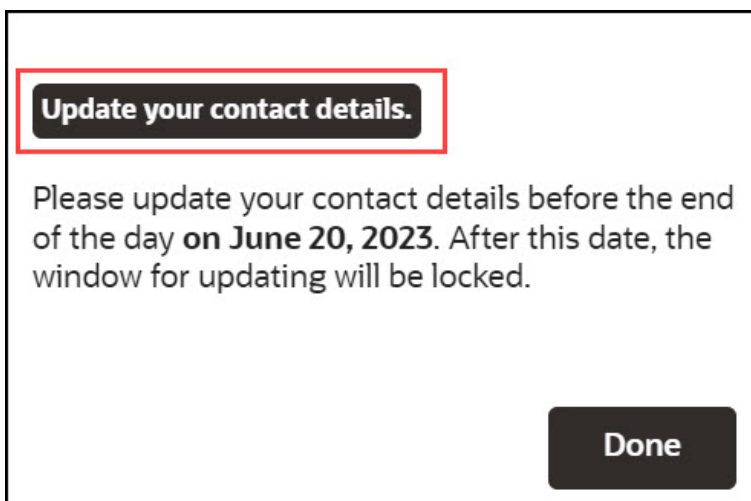 Update your contact details.
Please update your contact details before the end
of the day on June 20, 2023. After this date, the
window for updating will be locked.
Done